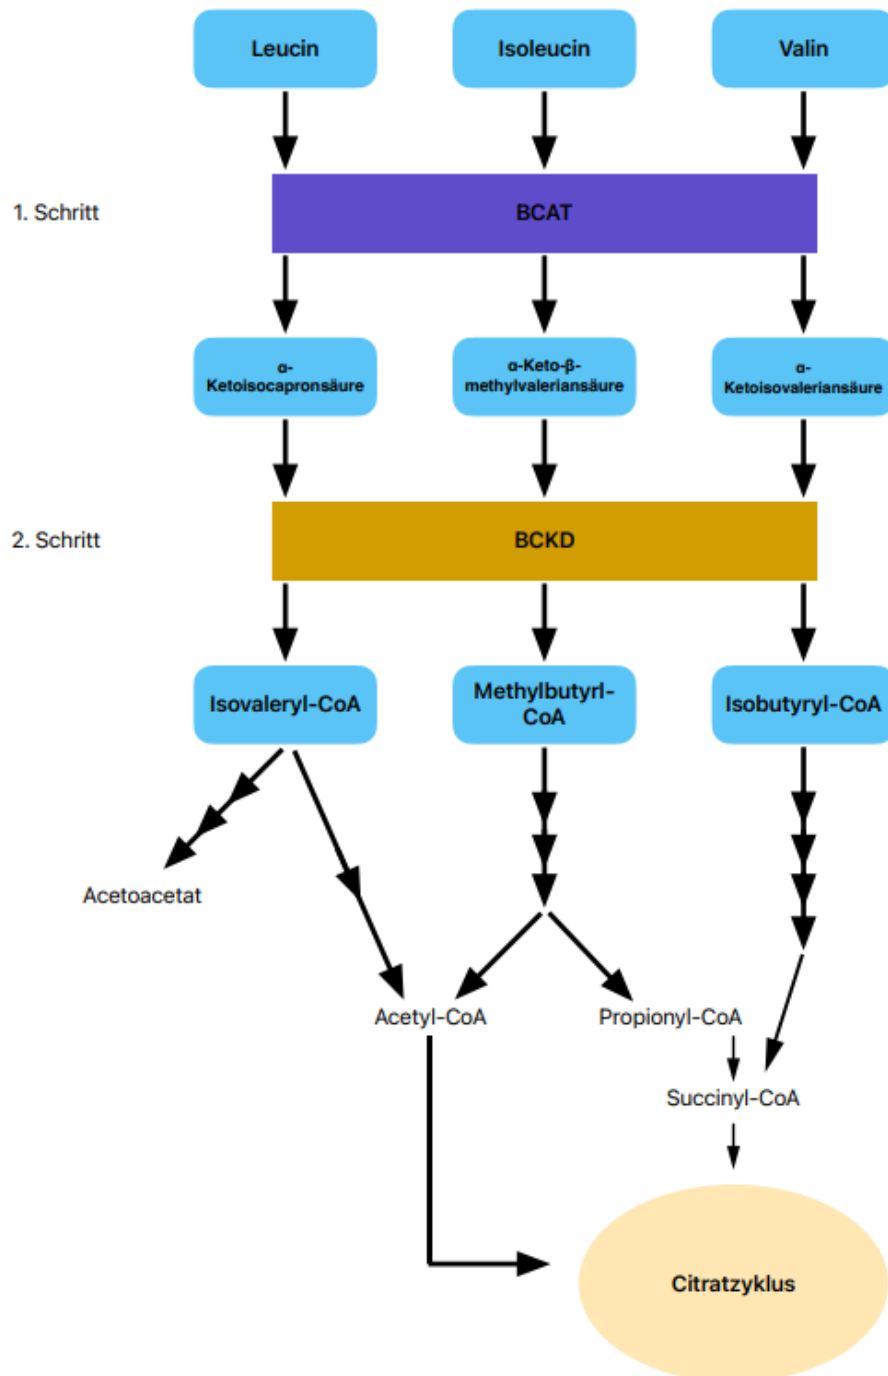 Leucin
Isoleucin
Valin
1. Schritt
BCAT
α-
Ketoisocapronsäure
α-Keto-β-
methylvaleriansäure
α-
Ketoisovaleriansäure
2. Schritt
BCKD
Isovaleryl-CoA
Methylbutyrl-
CoA
Isobutyryl-CoA
Acetoacetat
Acetyl-CoA
Propionyl-CoA
Succinyl-CoA
Citratzyklus